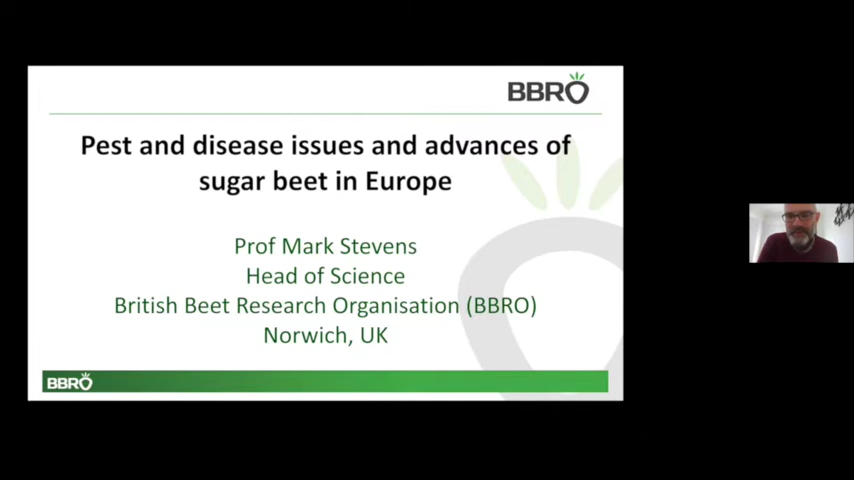 BBRO
Pest and disease issues and advances of
sugar beet in Europe
Prof Mark Stevens
Head of Science
British Beet Research Organisation (BBRO)
Norwich, UK
BBRO